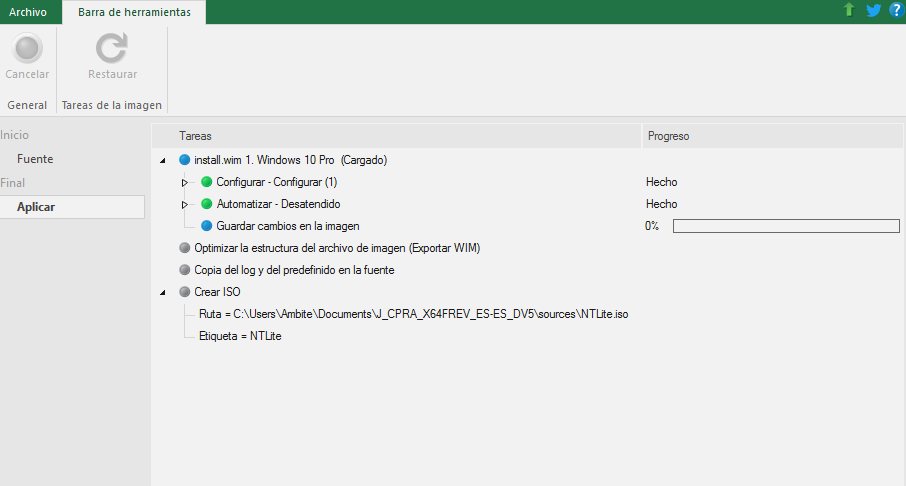 Archivo
Barra de herramientas
?
Cancelar
Restaurar
General
Tareas de la imagen
Inicio
Fuente
Final
Aplicar
Tareas
Progreso
install.wim 1. Windows 10 Pro (Cargado)
Configurar - Configurar (1)
Hecho
Automatizar - Desatendido
Hecho
Guardar cambios en la imagen
0%
Optimizar la estructura del archivo de imagen (Exportar WIM)
Copia del log y del predefinido en la fuente
Crear ISO
Ruta = C:\Users\Ambite\Documents\J_CPRA_X64FREV_ES-ES_DV5\sources\NTLite.iso
Etiqueta = NTLite